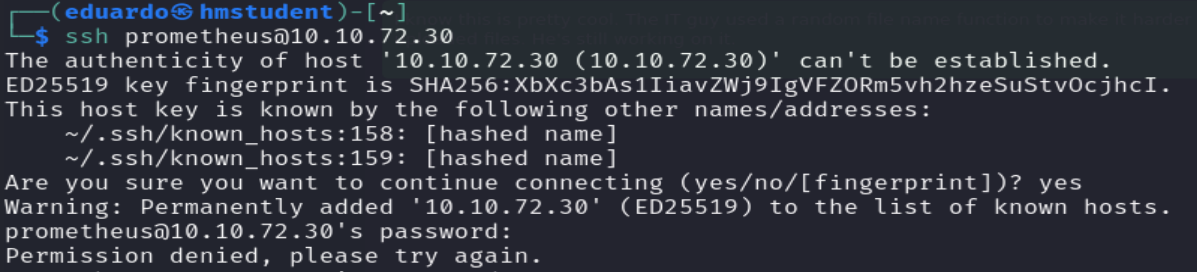 (eduardo㉿hmstudent)-[~]
$ ssh prometheus@10.10.72.30
The authenticity of host '10.10.72.30 (10.10.72.30)' can't be established.
ED25519 key fingerprint is SHA256:XbXc3bAs1IiavZWj9IgVFZORm5vh2hzeSuStvOcjhcI.
This host key is known by the following other names/addresses:
~/.ssh/known_hosts:158: [hashed name]
~/.ssh/known_hosts:159: [hashed name]
Are you sure you want to continue connecting (yes/no/[fingerprint])? yes
Warning: Permanently added '10.10.72.30' (ED25519) to the list of known hosts.
prometheus@10.10.72.30's password:
Permission denied, please try again.